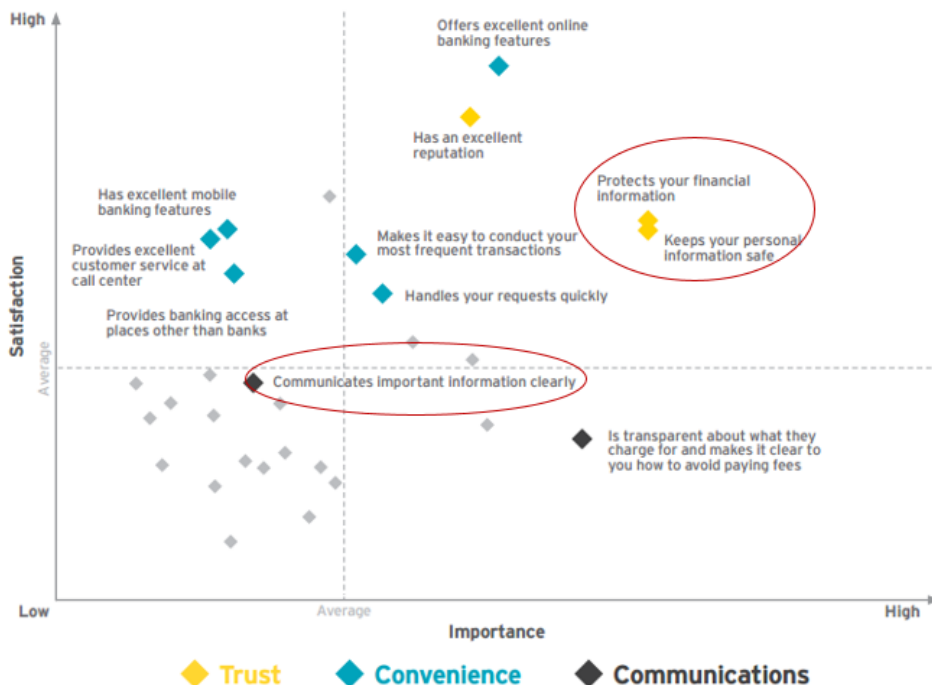 High
Offers excellent online
banking features
Has an excellent
reputation
Protects your financial
information
Keeps your personal
information safe
Has excellent mobile
banking features
Provides excellent
customer service at
call center
Provides banking access at
places other than banks
Makes it easy to conduct your
most frequent transactions
Handles your requests quickly
Satisfaction
Average
Communicates important information clearly
Is transparent about what they
charge for and makes it clear to
you how to avoid paying fees
Low
Average
High
Importance
Trust
Convenience
Communications